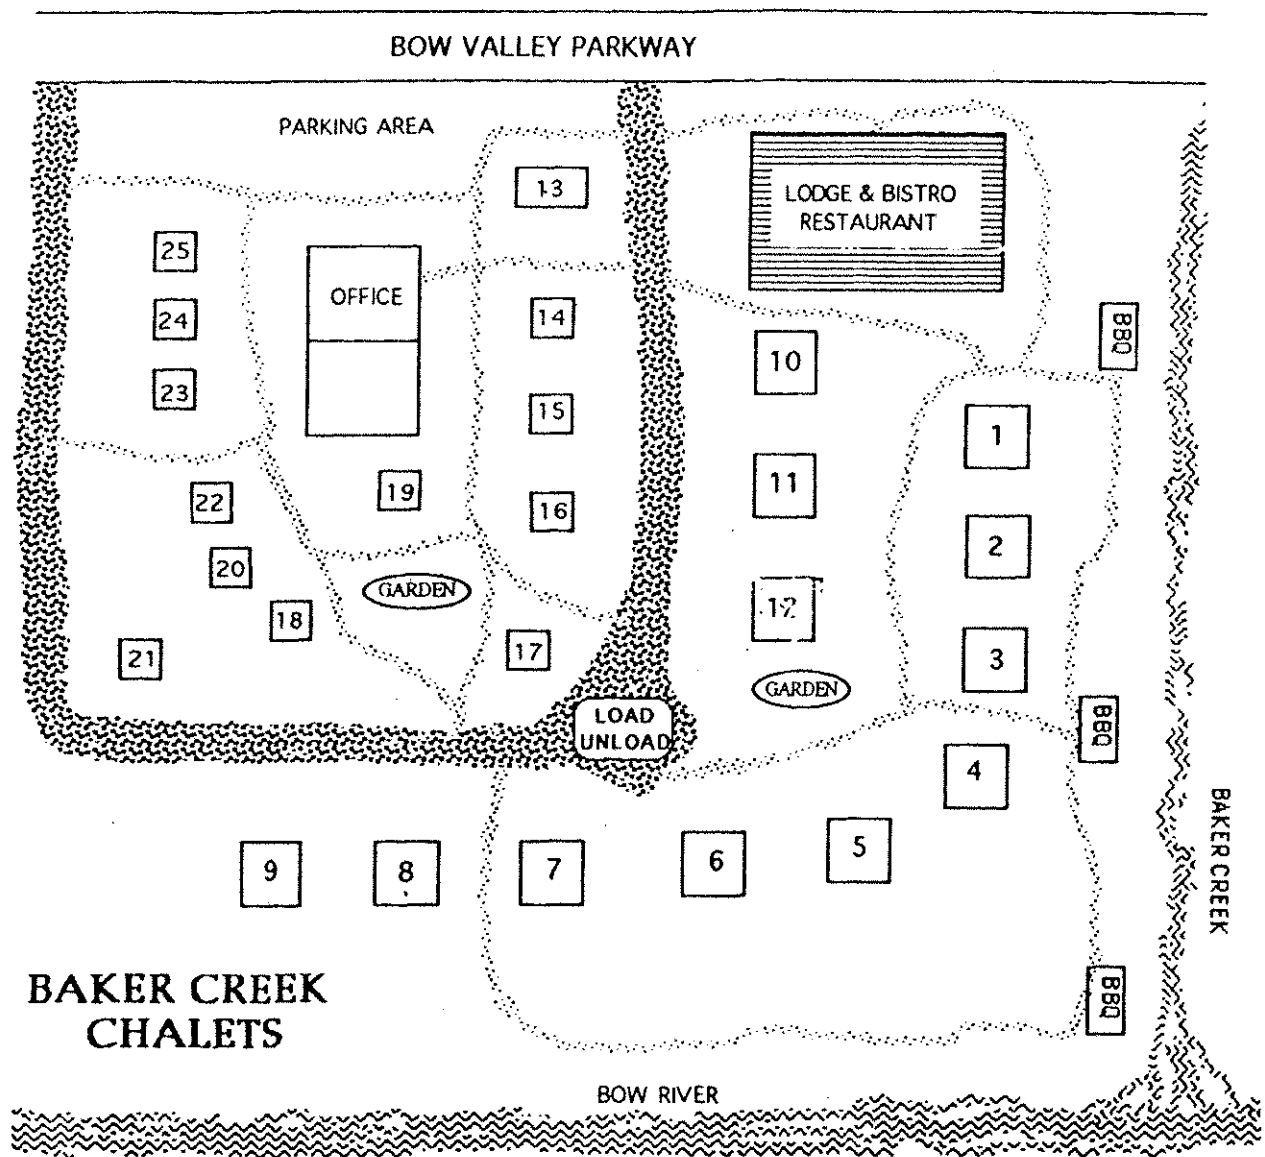 BOW VALLEY PARKWAY
PARKING AREA
13
LODGE & BISTRO
RESTAURANT
25
OFFICE
24
14
BBQ
10
23
15
1
19
11
22
16
2
20
GARDEN
12
18
21
17
3
GARDEN
LOAD
UNLOAD
BBQ
4
9
8
7
6
5
BAKER CREEK
BAKER CREEK
CHALETS
BBQ
BOW RIVER